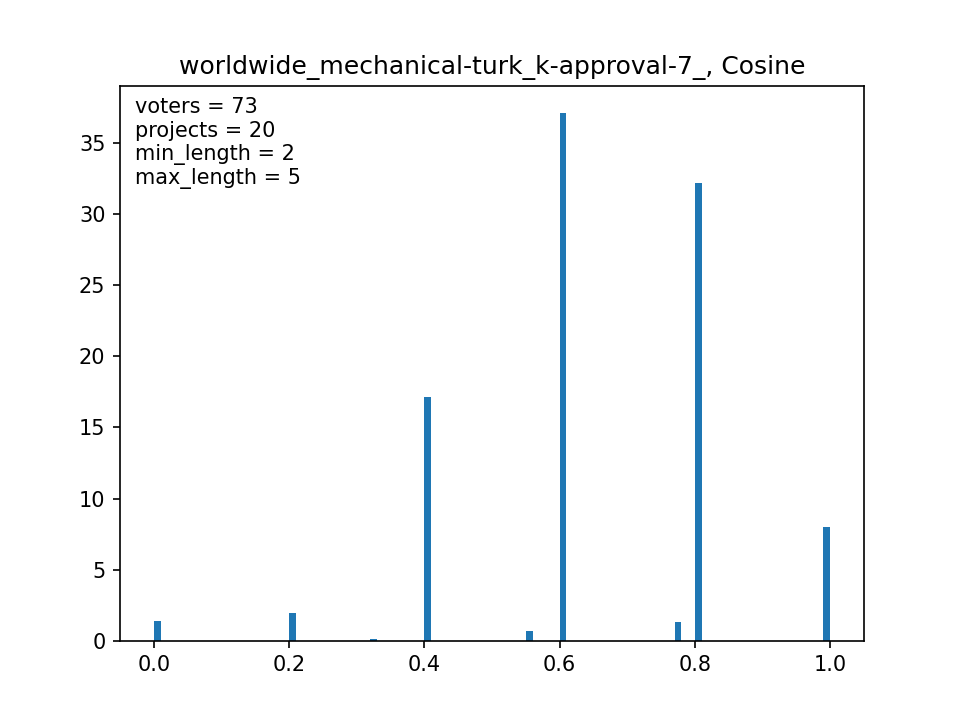 worldwide_mechanical-turk_k-approval-7_, Cosine
voters = 73
projects = 20
min_length = 2
max_length = 5
35
30
25
20
15
10
5
0
0.0 0.2 0.4 0.6 0.8 1.0